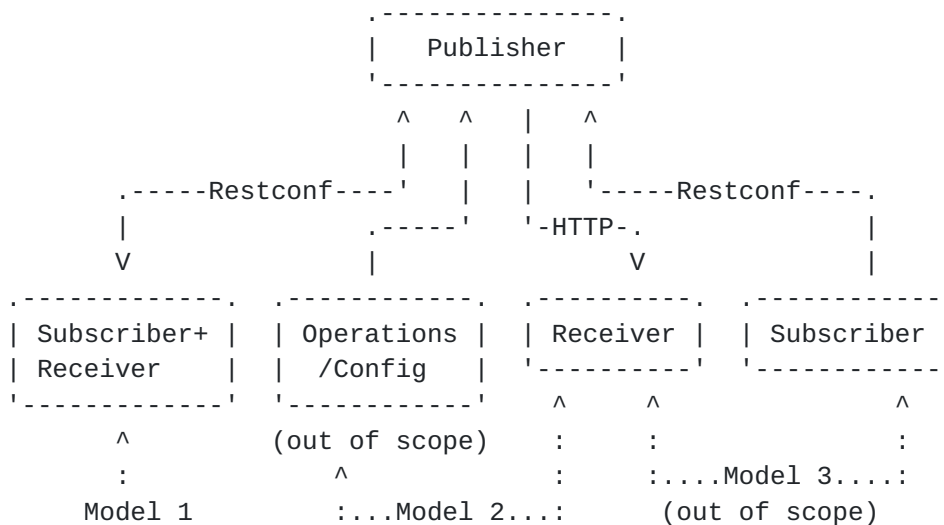 Publisher
Restconf Restconf
HTTP
Subscriber+ Operations Receiver Subscriber
Receiver /Config
(out of scope)
Model 3
Model 1 Model 2 (out of scope)